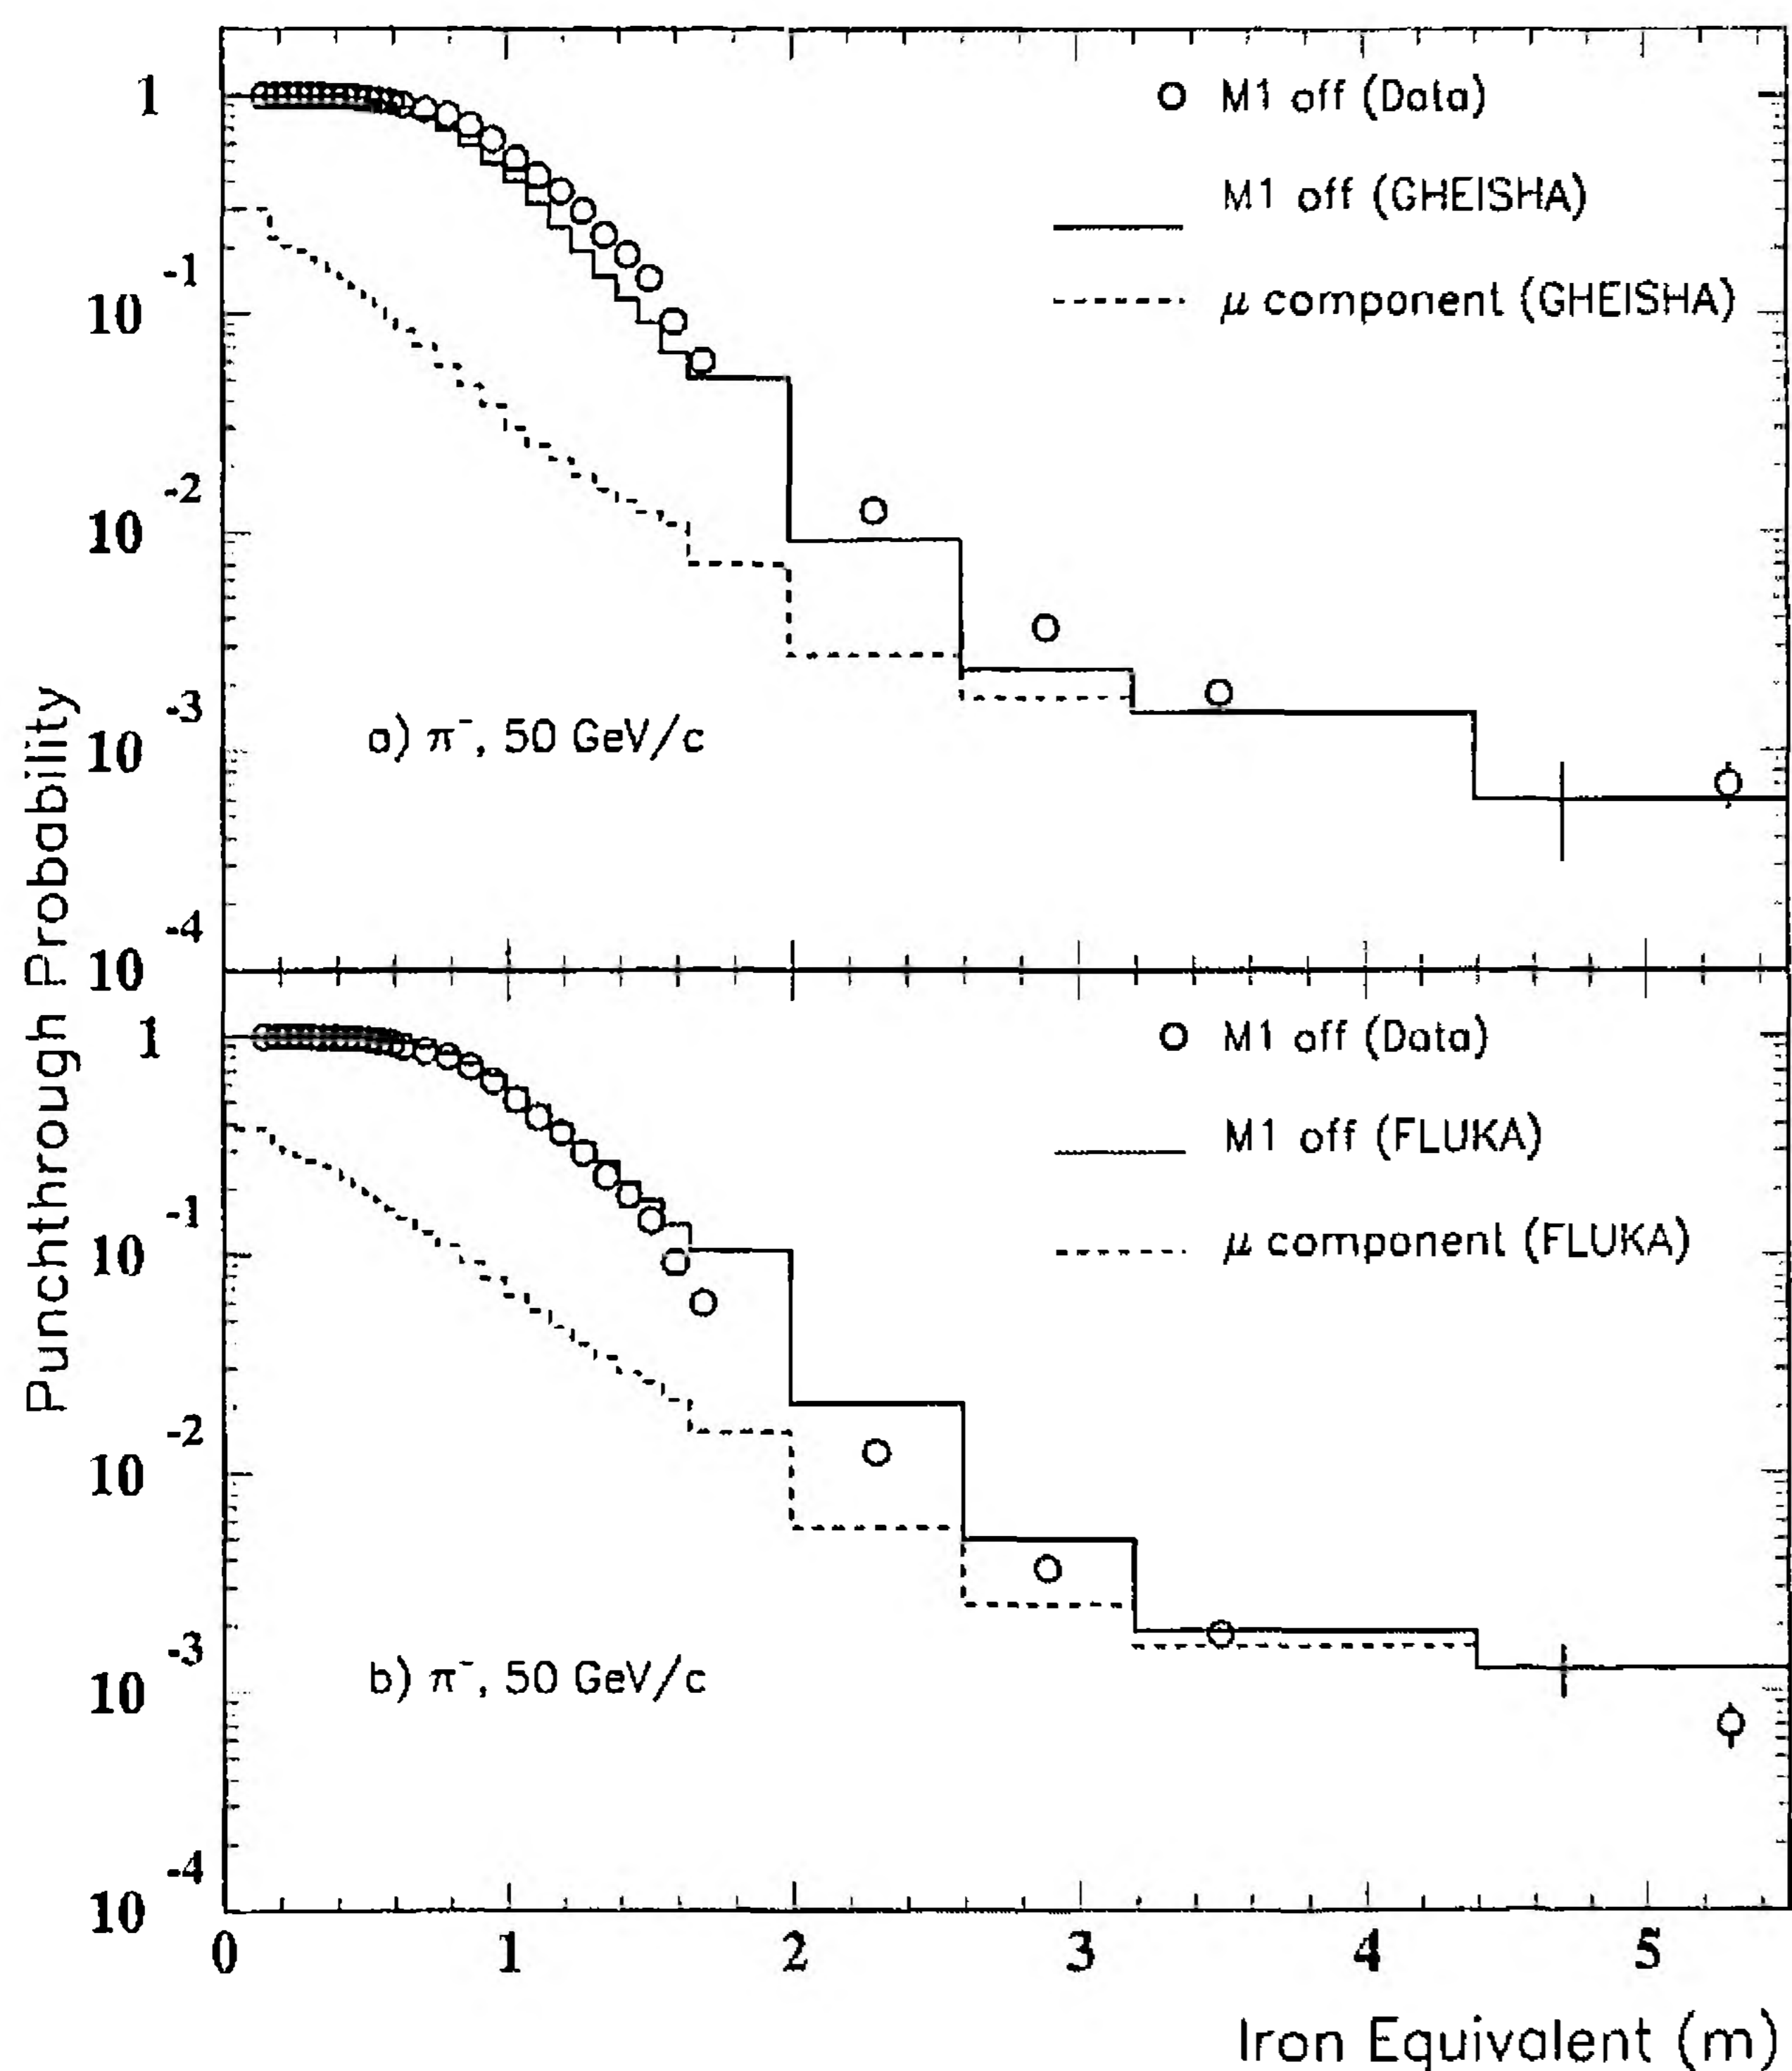 Punchthrough Probability
1
10 -1
10 -2
10 -3
10 -4
M1 off (Data)
M1 off (GHEISHA)
μ component (GHEISHA)
a) π⁻, 50 GeV/c
1
10 -1
10 -2
10 -3
10 -4
M1 off (Data)
M1 off (FLUKA)
μ component (FLUKA)
b) π⁻, 50 GeV/c
0 1 2 3 4 5
Iron Equivalent (m)